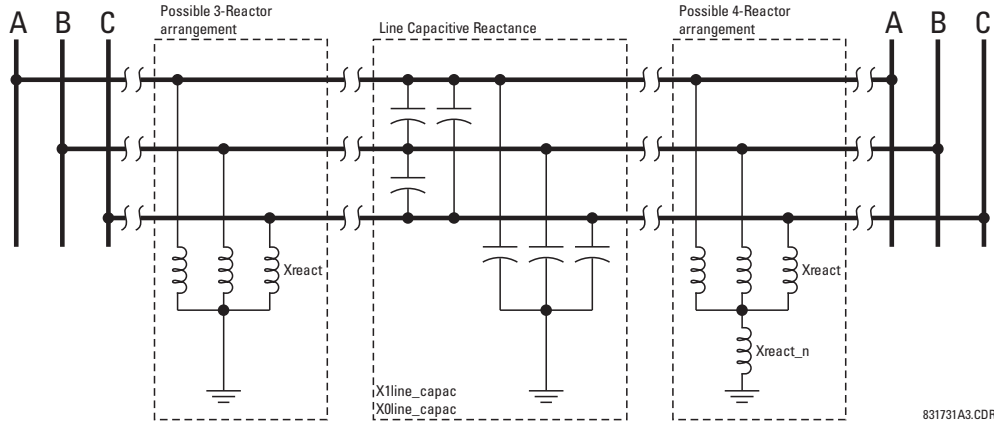 A B C
Possible 3-Reactor
arrangement
Line Capacitive Reactance
Possible 4-Reactor
arrangement
A B C
Xreact
Xreact
Xreact_n
X1line_capac
X0line_capac
831731A3.CDR